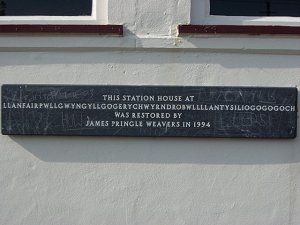 THIS STATION HOUSE AT
LLANFAIRPWLLGWYNGYLLGOGERYCHWYRNDROBWLLLLANTYSILIOGOGOGOCH
WAS RESTORED BY
JAMES PRINGLE WEAVERS IN 1994